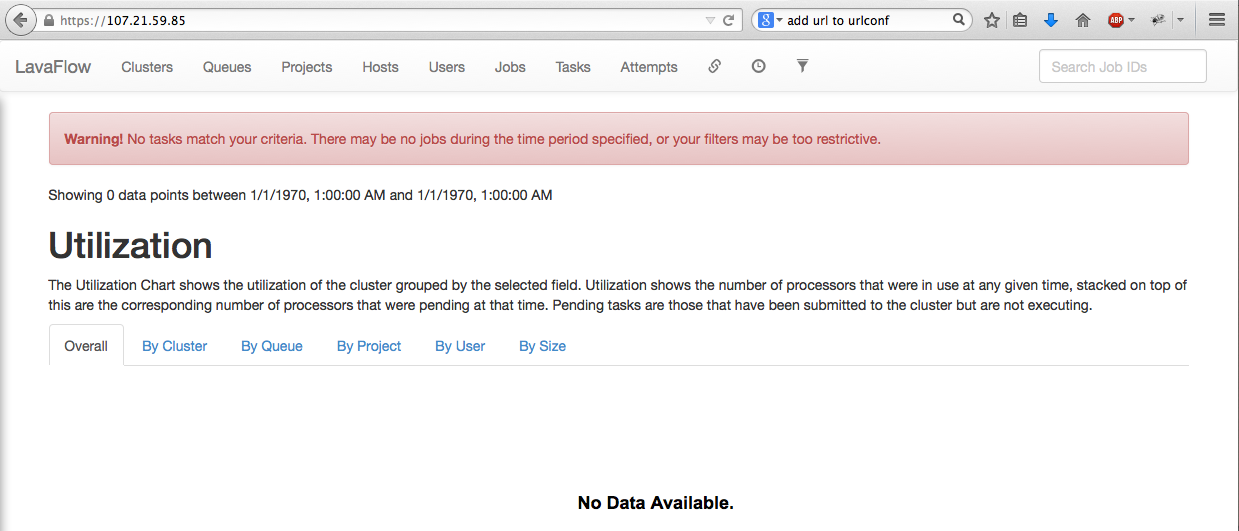 https://107.21.59.85
add url to urlconf
ABP
LavaFlow Clusters Queues Projects Hosts Users Jobs Tasks Attempts Search Job IDs
Warning! No tasks match your criteria. There may be no jobs during the time period specified, or your filters may be too restrictive.
Showing 0 data points between 1/1/1970, 1:00:00 AM and 1/1/1970, 1:00:00 AM
Utilization
The Utilization Chart shows the utilization of the cluster grouped by the selected field. Utilization shows the number of processors that were in use at any given time, stacked on top of
this are the corresponding number of processors that were pending at that time. Pending tasks are those that have been submitted to the cluster but are not executing.
Overall By Cluster By Queue By Project By User By Size
No Data Available.